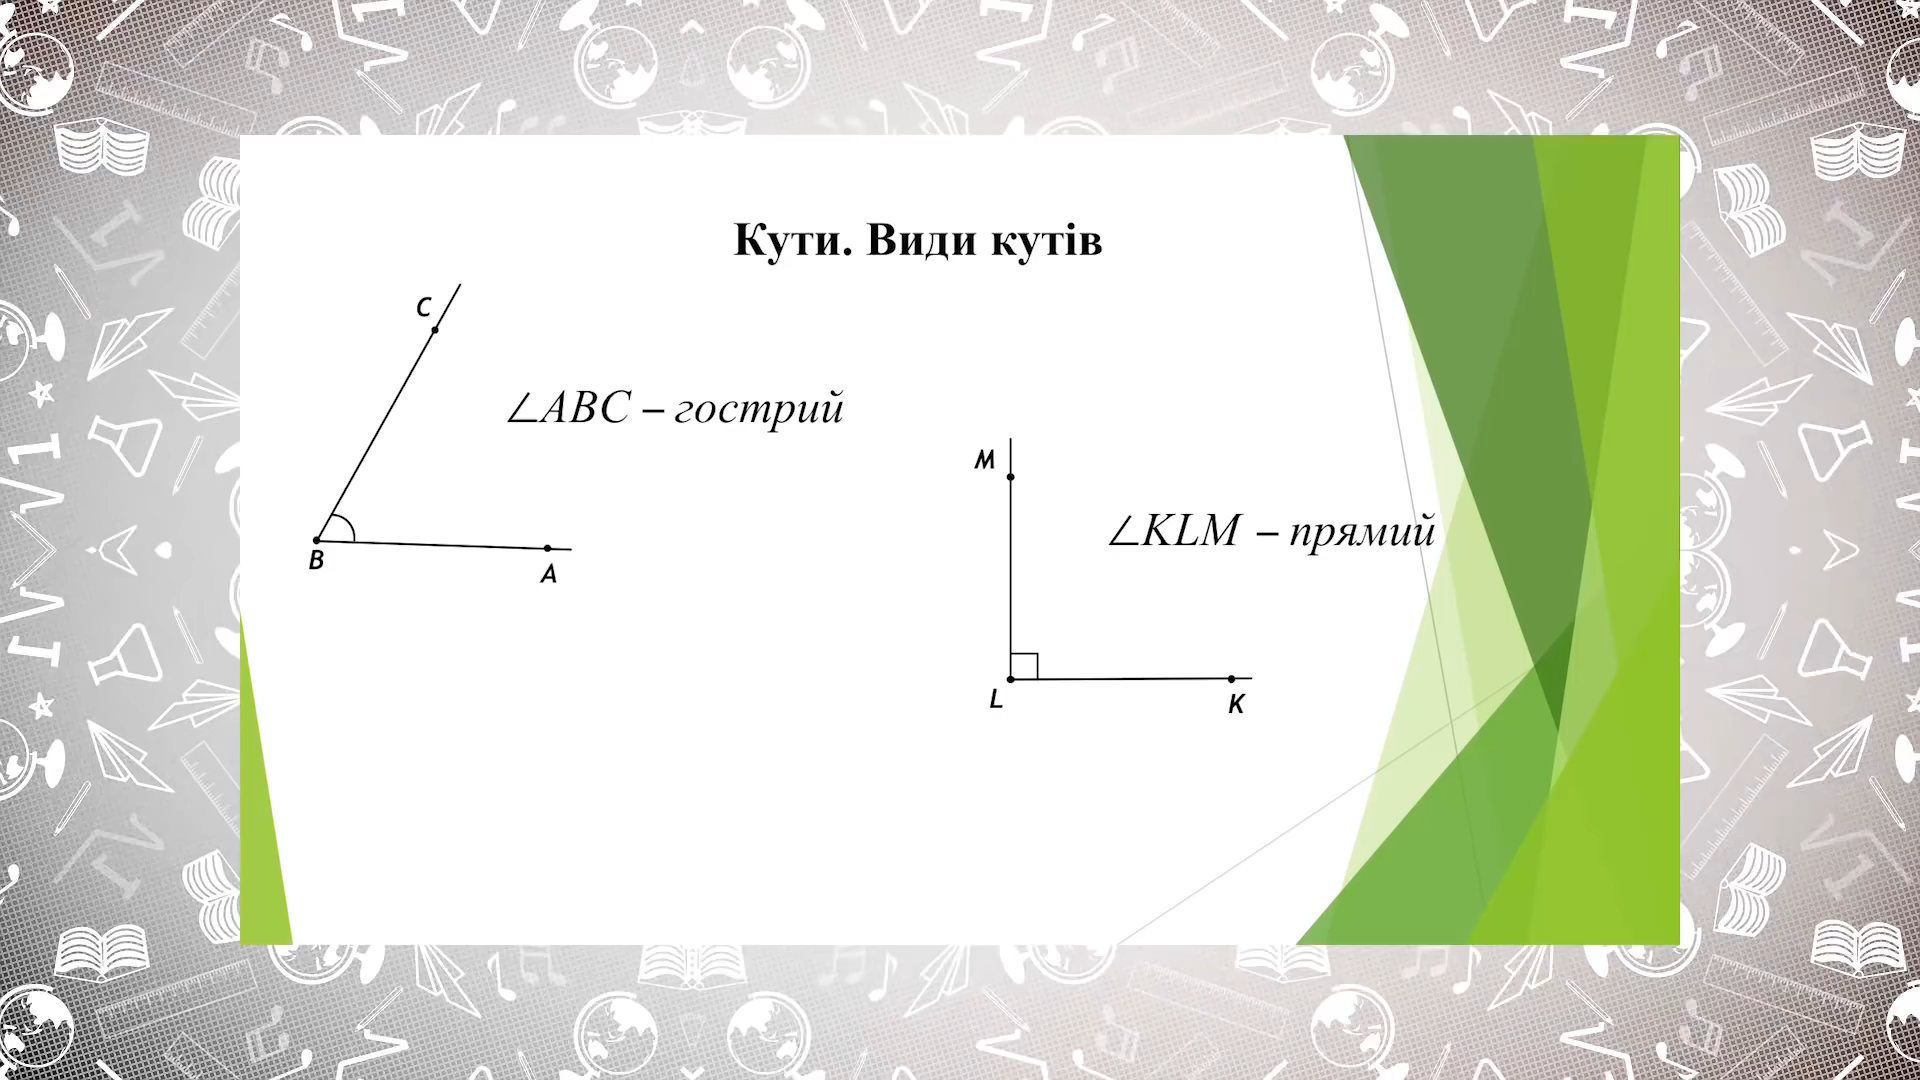 Кути. Види кутів
C
∠ABC – гострий
B
A
M
∠KLM – прямий
L
K